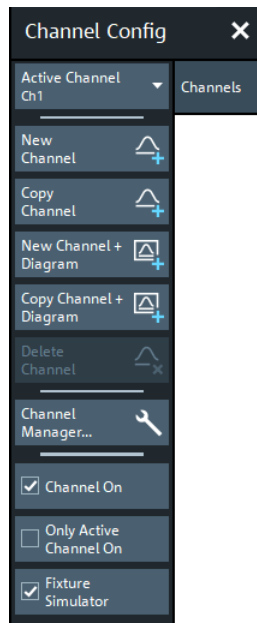 Channel Config
Active Channel
Ch1
Channels
New
Channel
Copy
Channel
New Channel +
Diagram
Copy Channel +
Diagram
Delete
Channel
Channel
Manager...
Channel On
Only Active
Channel On
Fixture
Simulator